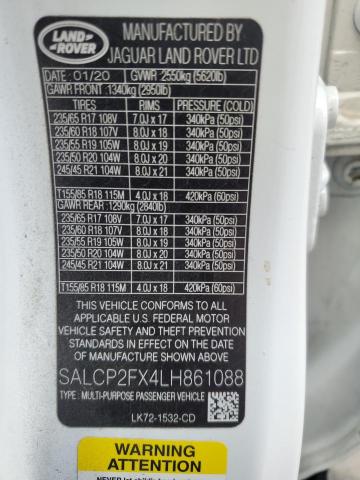 LAND
ROVER
MANUFACTURED BY
JAGUAR LAND ROVER LTD
DATE : 01/20 GVWR 2550kg (5620lb)
GAWR FRONT : 1340kg (2950lb)
TIRES RIMS PRESSURE (COLD)
235/65 R17 108V 7.0J x 17 340kPa (50psi)
235/60 R18 107V 8.0J x 18 340kPa (50psi)
235/55 R19 105W 8.0J x 19 340kPa (50psi)
235/50 R20 104W 8.0J x 20 340kPa (50psi)
245/45 R21 104W 8.0J x 21 340kPa (50psi)
T155/85 R18 115M 4.0J x 18 420kPa (60psi)
GAWR REAR : 1290kg (2840lb)
235/65 R17 108V 7.0J x 17 340kPa (50psi)
235/60 R18 107V 8.0J x 18 340kPa (50psi)
235/55 R19 105W 8.0J x 19 340kPa (50psi)
235/50 R20 104W 8.0J x 20 340kPa (50psi)
245/45 R21 104W 8.0J x 21 340kPa (50psi)
T155/85 R18 115M 4.0J x 18 420kPa (60psi)
THIS VEHICLE CONFORMS TO ALL
APPLICABLE U.S. FEDERAL MOTOR
VEHICLE SAFETY STANDARDS IN
EFFECT ON THE DATE OF
MANUFACTURE SHOWN ABOVE.
SALCP2FX4LH861088
TYPE : MULTI-PURPOSE PASSENGER VEHICLE
LK72-1532-CD
WARNING
ATTENTION